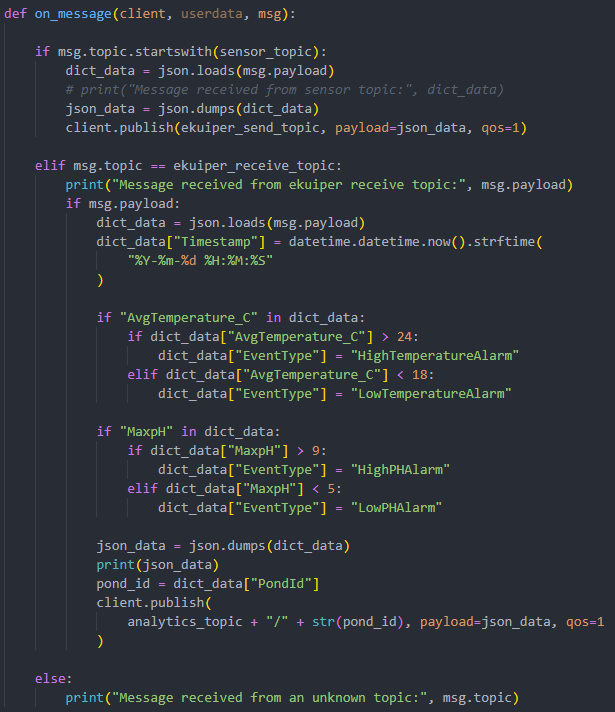 def on_message(client, userdata, msg):
    if msg.topic.startswith(sensor_topic):
        dict_data = json.loads(msg.payload)
        # print("Message received from sensor topic:", dict_data)
        json_data = json.dumps(dict_data)
        client.publish(ekuiper_send_topic, payload=json_data, qos=1)
    elif msg.topic == ekuiper_receive_topic:
        print("Message received from ekuiper receive topic:", msg.payload)
        if msg.payload:
            dict_data = json.loads(msg.payload)
            dict_data["Timestamp"] = datetime.datetime.now().strftime(
                "%Y-%m-%d %H:%M:%S"
            )
            if "AvgTemperature_C" in dict_data:
                if dict_data["AvgTemperature_C"] > 24:
                    dict_data["EventType"] = "HighTemperatureAlarm"
                elif dict_data["AvgTemperature_C"] < 18:
                    dict_data["EventType"] = "LowTemperatureAlarm"
            if "MaxpH" in dict_data:
                if dict_data["MaxpH"] > 9:
                    dict_data["EventType"] = "HighPHAlarm"
                elif dict_data["MaxpH"] < 5:
                    dict_data["EventType"] = "LowPHAlarm"
            json_data = json.dumps(dict_data)
            print(json_data)
            pond_id = dict_data["PondId"]
            client.publish(
                analytics_topic + "/" + str(pond_id), payload=json_data, qos=1
            )
    else:
        print("Message received from an unknown topic:", msg.topic)